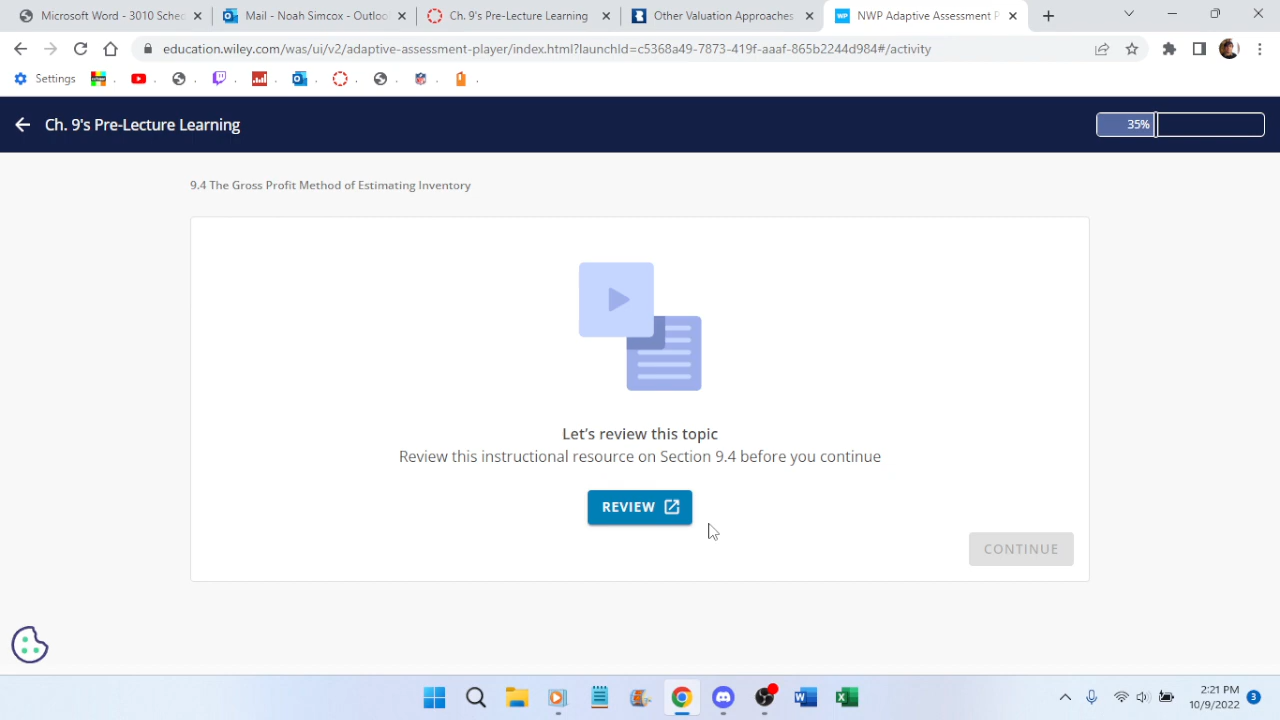 Microsoft Word - 3010 Sched
Mail - Noah Simcox - Outloo
Ch. 9's Pre-Lecture Learning
Other Valuation Approaches
NWP Adaptive Assessment P
education.wiley.com/was/ui/v2/adaptive-assessment-player/index.html?launchId=c5368a49-7873-419f-aaaf-865b2244d984#/activity
Settings
Ch. 9's Pre-Lecture Learning
35%
9.4 The Gross Profit Method of Estimating Inventory
Let's review this topic
Review this instructional resource on Section 9.4 before you continue
REVIEW
CONTINUE
2:21 PM
10/9/2022
3